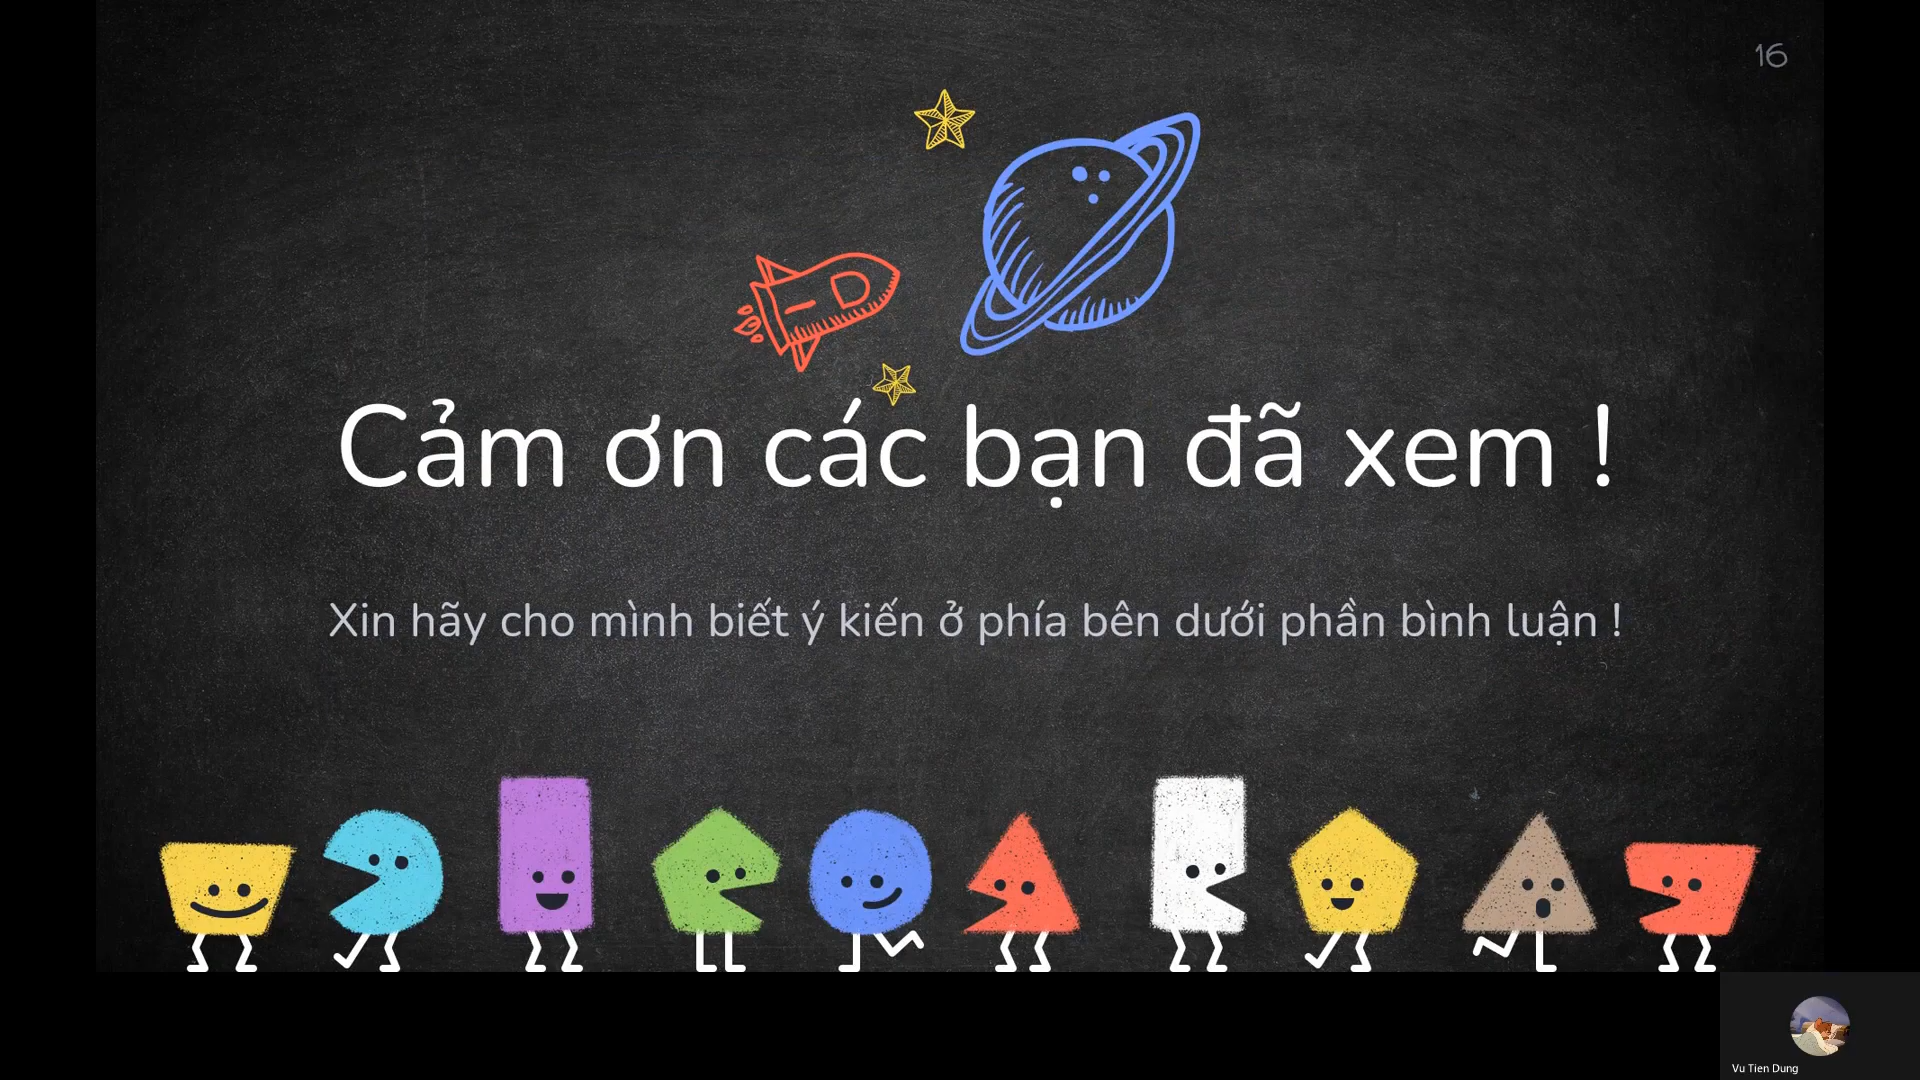 16
Cảm ơn các bạn đã xem !
Xin hãy cho mình biết ý kiến ở phía bên dưới phần bình luận !
Vu Tien Dung